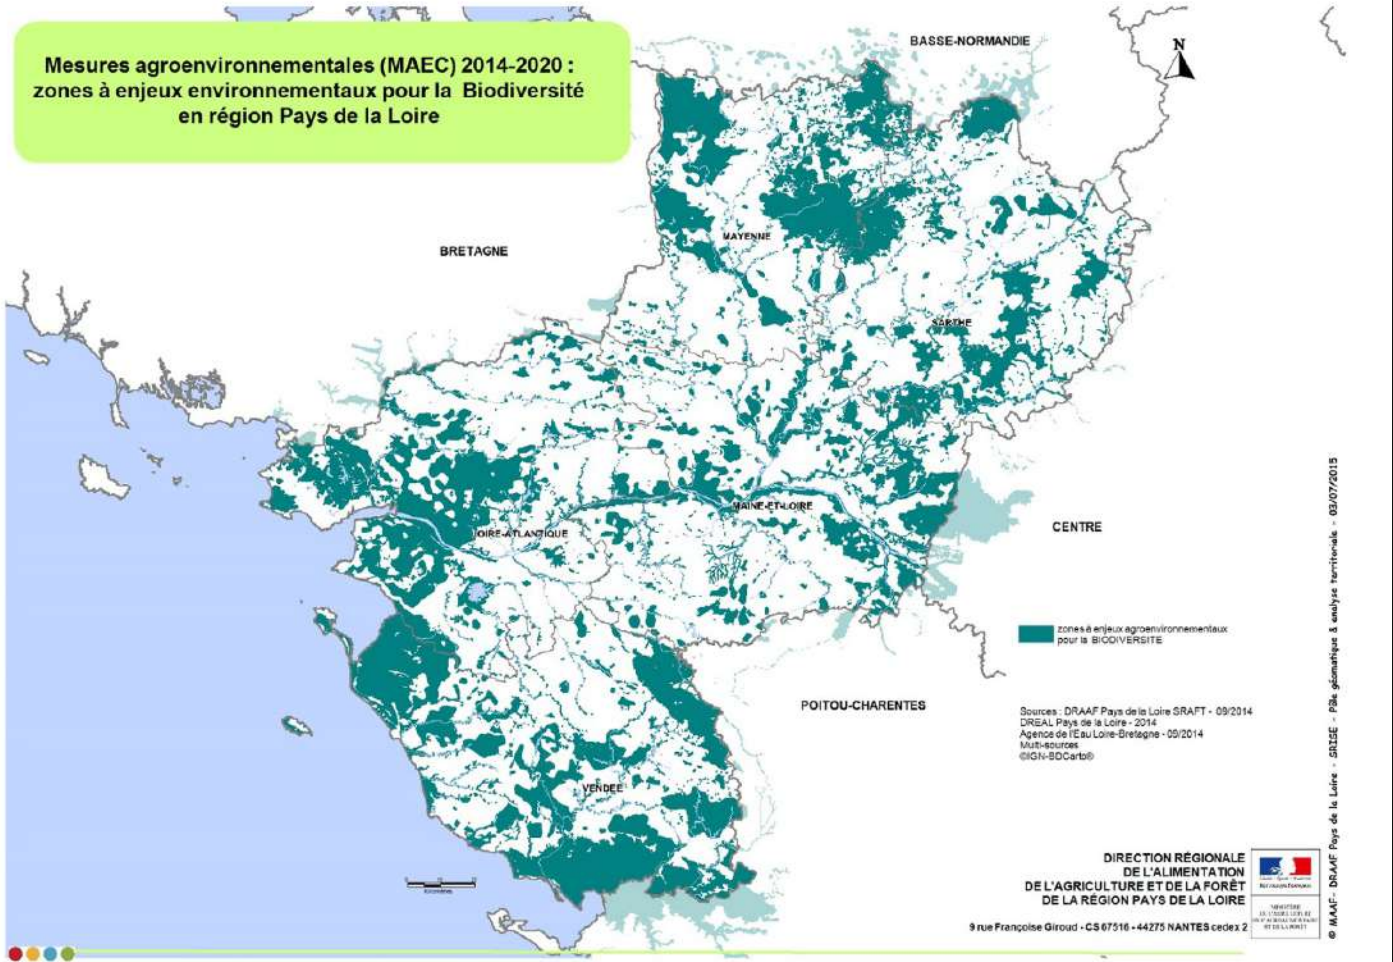 Mesures agroenvironnementales (MAEC) 2014-2020 :
zones à enjeux environnementaux pour la Biodiversité
en région Pays de la Loire
BASSE-NORMANDIE
N
BRETAGNE
MAYENNE
SARTHE
MAINE-ET-LOIRE
LOIRE-ATLANTIQUE
CENTRE
zones à enjeux agroenvironnementaux
pour la BIODIVERSITE
POITOU-CHARENTES
Sources : DRAAF Pays de la Loire SRAFT - 09/2014
DREAL Pays de la Loire - 2014
Agence de l'Eau Loire-Bretagne - 09/2014
Multi-sources
©IGN-BDCarto®
VENDEE
Kilomètres
DIRECTION RÉGIONALE
DE L'ALIMENTATION
DE L'AGRICULTURE ET DE LA FORÊT
DE LA RÉGION PAYS DE LA LOIRE
9 rue Françoise Giroud - CS 67516 - 44275 NANTES cedex 2
© MAAF- DRAAF Pays de la Loire - SRISE - Pôle géomatique & analyse territoriale - 03/07/2015